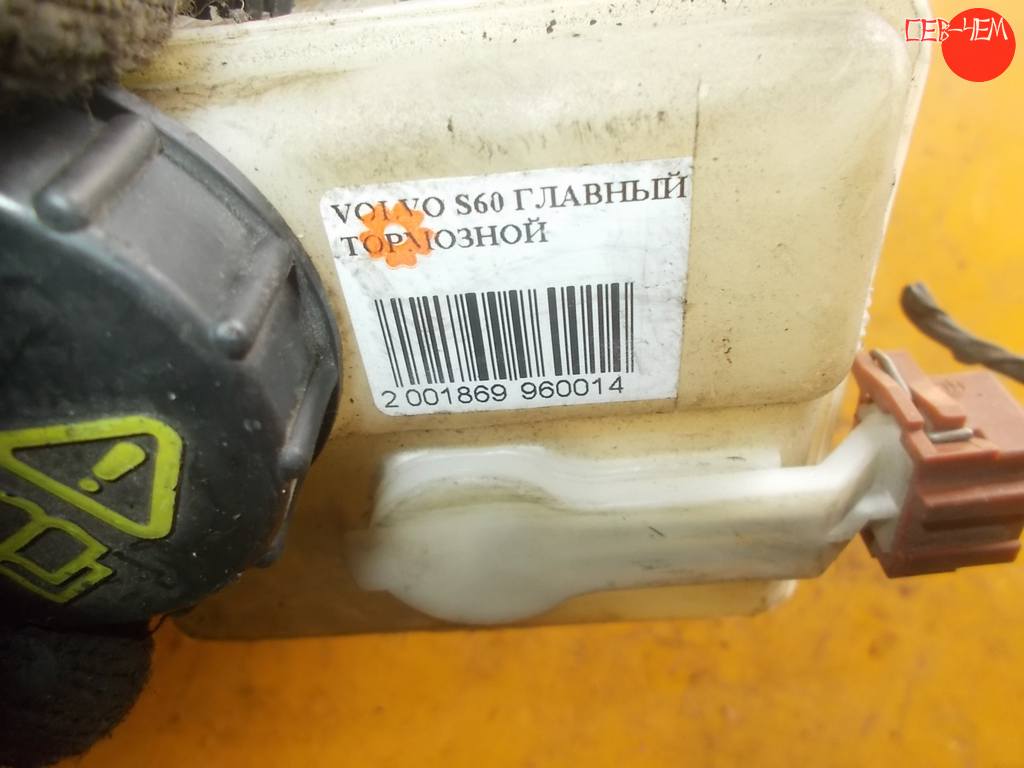 СЕВ-ЧЕМ
VOLVO S60 ГЛАВНЫЙ
ТОРМОЗНОЙ
2 001869 960014